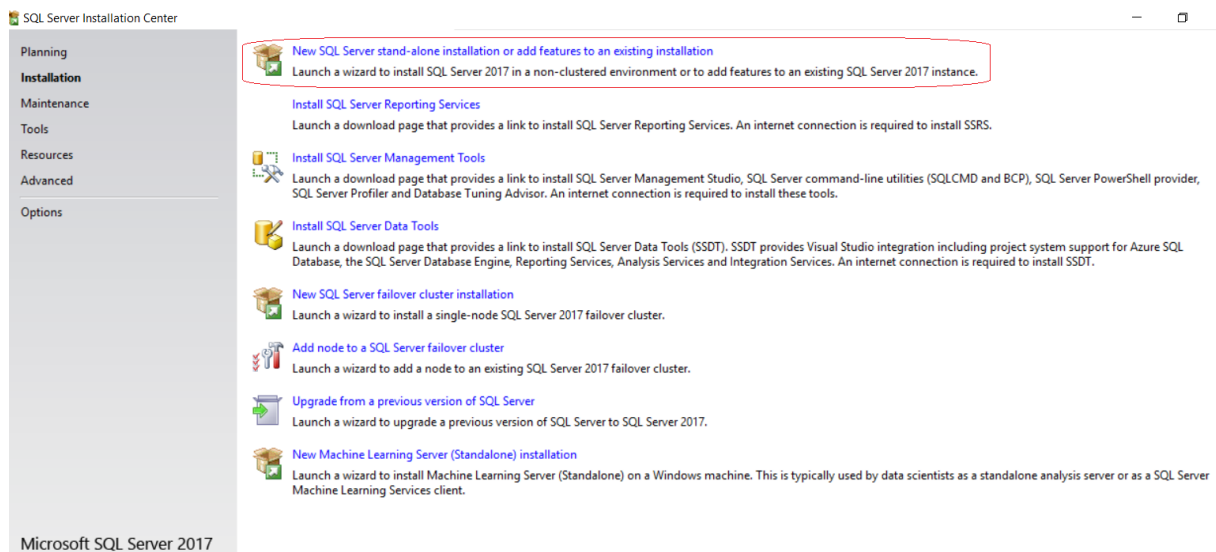 SQL Server Installation Center
Planning
Installation
Maintenance
Tools
Resources
Advanced
Options
New SQL Server stand-alone installation or add features to an existing installation
Launch a wizard to install SQL Server 2017 in a non-clustered environment or to add features to an existing SQL Server 2017 instance.
Install SQL Server Reporting Services
Launch a download page that provides a link to install SQL Server Reporting Services. An internet connection is required to install SSRS.
Install SQL Server Management Tools
Launch a download page that provides a link to install SQL Server Management Studio, SQL Server command-line utilities (SQLCMD and BCP), SQL Server PowerShell provider,
SQL Server Profiler and Database Tuning Advisor. An internet connection is required to install these tools.
Install SQL Server Data Tools
Launch a download page that provides a link to install SQL Server Data Tools (SSDT). SSDT provides Visual Studio integration including project system support for Azure SQL
Database, the SQL Server Database Engine, Reporting Services, Analysis Services and Integration Services. An internet connection is required to install SSDT.
New SQL Server failover cluster installation
Launch a wizard to install a single-node SQL Server 2017 failover cluster.
Add node to a SQL Server failover cluster
Launch a wizard to add a node to an existing SQL Server 2017 failover cluster.
Upgrade from a previous version of SQL Server
Launch a wizard to upgrade a previous version of SQL Server to SQL Server 2017.
New Machine Learning Server (Standalone) installation
Launch a wizard to install Machine Learning Server (Standalone) on a Windows machine. This is typically used by data scientists as a standalone analysis server or as a SQL Server
Machine Learning Services client.
Microsoft SQL Server 2017